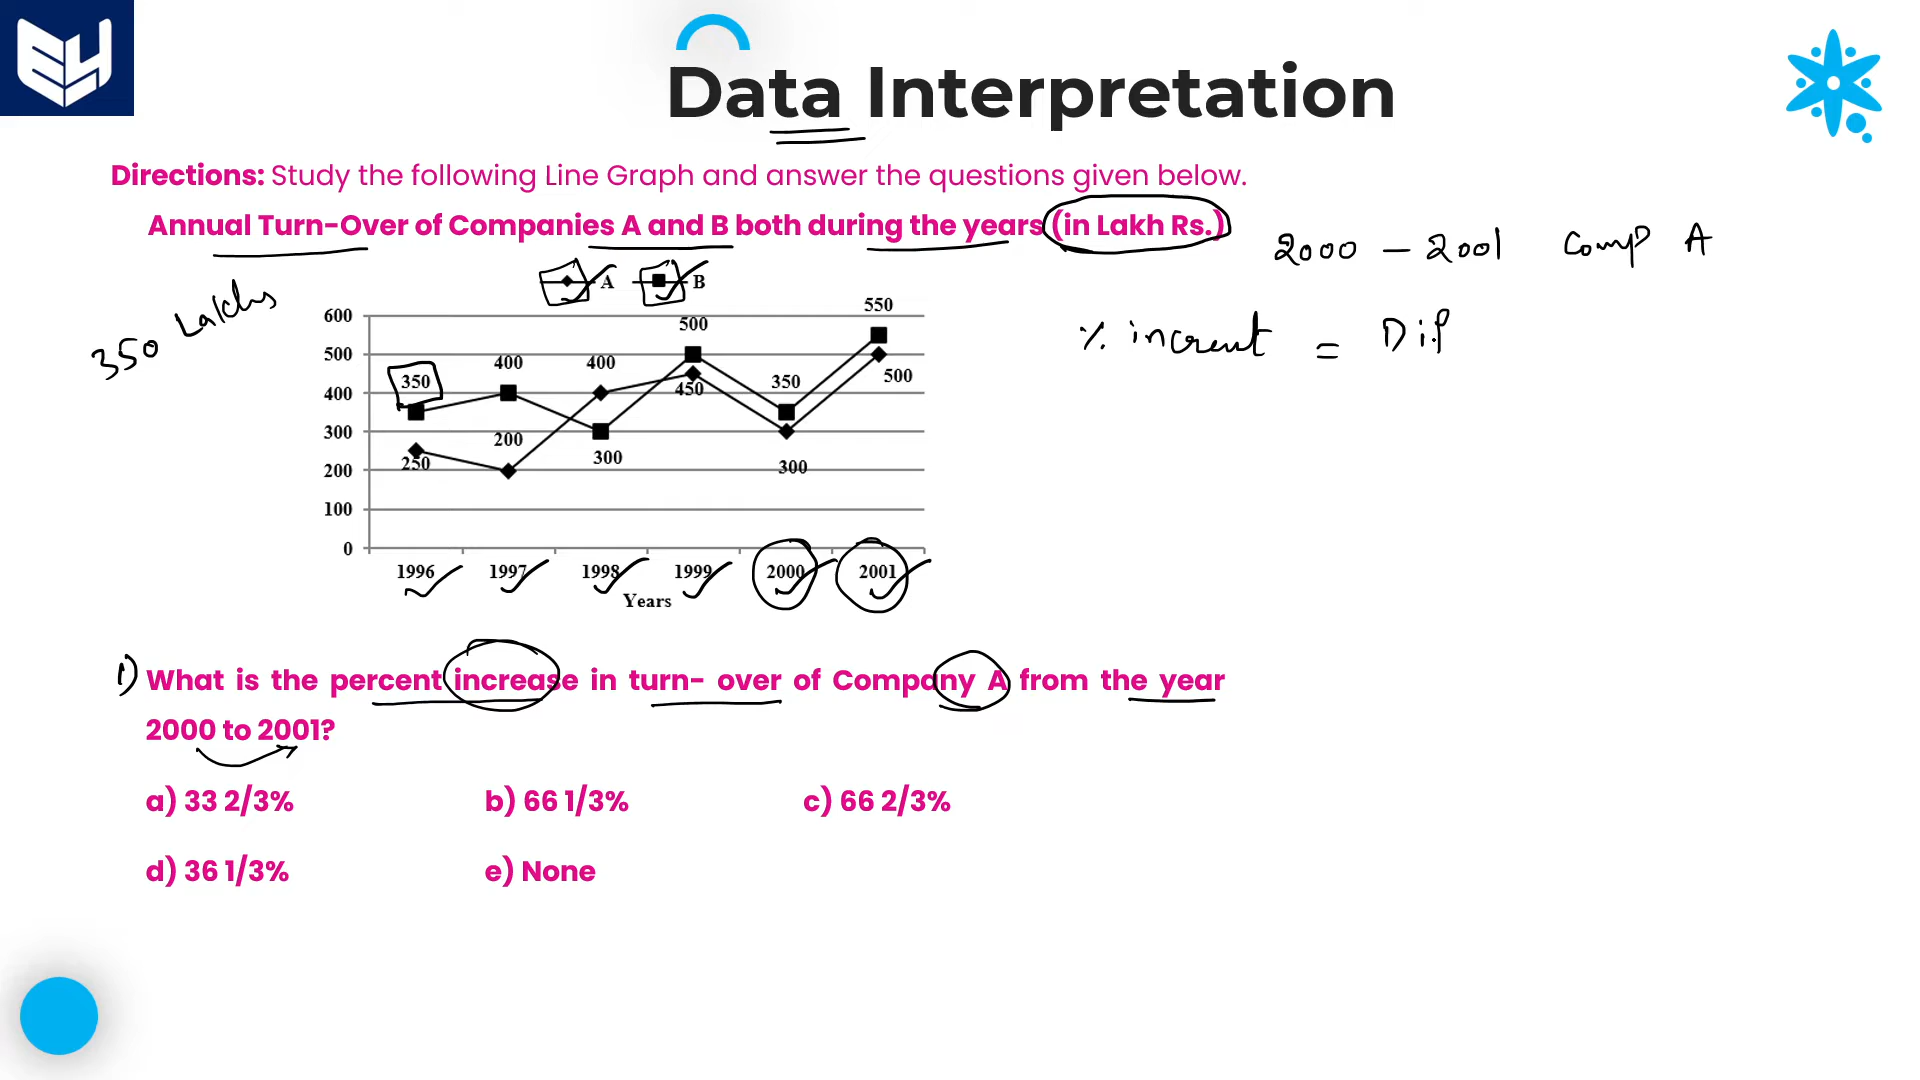 Data Interpretation
Directions: Study the following Line Graph and answer the questions given below.
Annual Turn-Over of Companies A and B both during the years (in Lakh Rs.)
2000 - 2001 Comp A
350 Lakhs
A B
% increment = Dif
600
500
400
300
200
100
0
350 400 400 500 350 550
250 200 300 450 300 500
1996 1997 1998 1999 2000 2001
Years
1) What is the percent increase in turn- over of Company A from the year
2000 to 2001?
a) 33 2/3% b) 66 1/3% c) 66 2/3%
d) 36 1/3% e) None